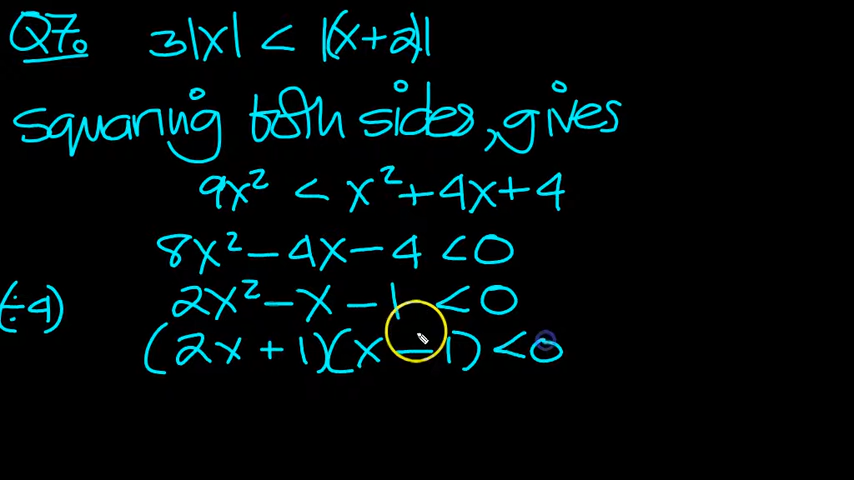 Q7. 3|x| < |(x+2)|
squaring both sides, gives
9x² < x² + 4x + 4
8x² - 4x - 4 < 0
(÷4) 2x² - x - 1 < 0
(2x + 1)(x - 1) < 0